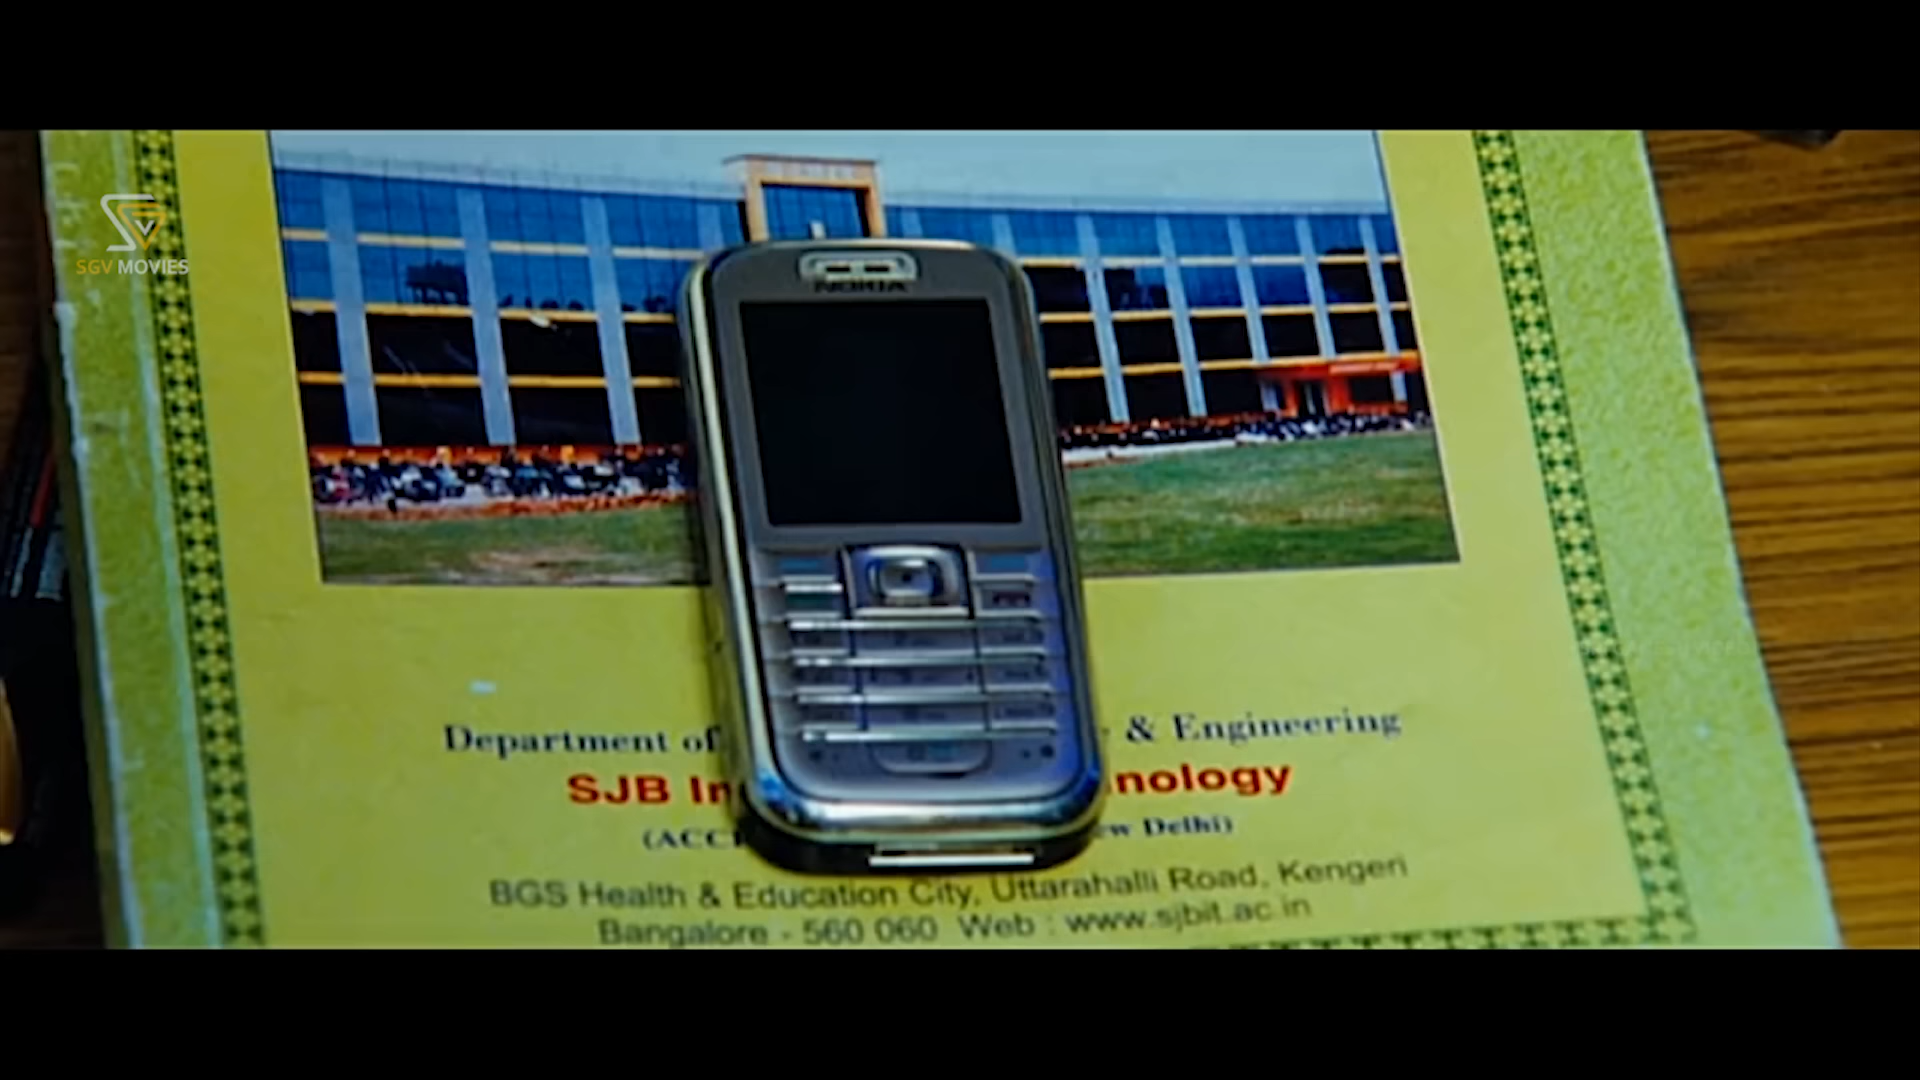 SGV MOVIES
NOKIA
Department of & Engineering
SJB In nology
(ACC ew Delhi)
BGS Health & Education City, Uttarahalli Road, Kengeri
Bangalore - 560 060 Web : www.sjbit.ac.in